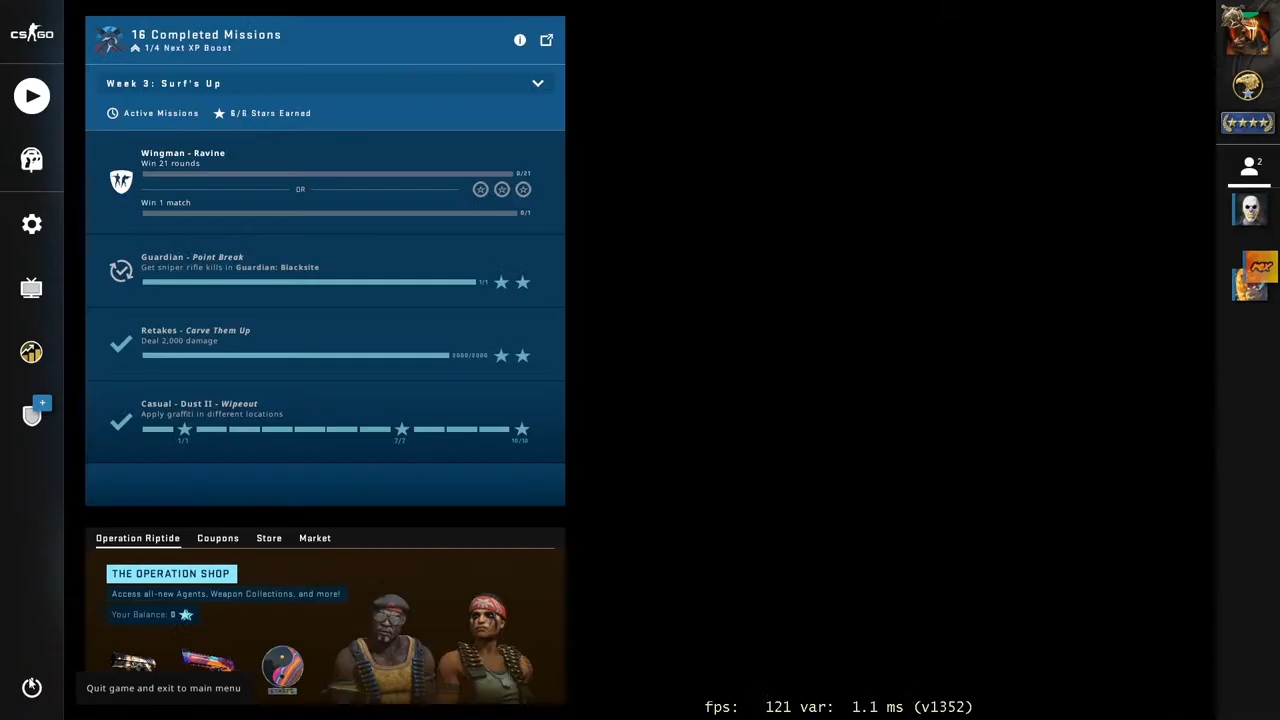 CS GO
16 Completed Missions
1/4 Next XP Boost
Week 3: Surf's Up
Active Missions
6/6 Stars Earned
Wingman - Ravine
Win 21 rounds
0/21
OR
Win 1 match
0/1
Guardian - Point Break
Get sniper rifle kills in Guardian: Blacksite
1/1
Retakes - Carve Them Up
Deal 2,000 damage
2000/2000
Casual - Dust II - Wipeout
Apply graffiti in different locations
1/1
7/7
10/10
Operation Riptide
Coupons
Store
Market
THE OPERATION SHOP
Access all-new Agents, Weapon Collections, and more!
Your Balance: 0
Quit game and exit to main menu
2
fps: 121 var: 1.1 ms (v1352)